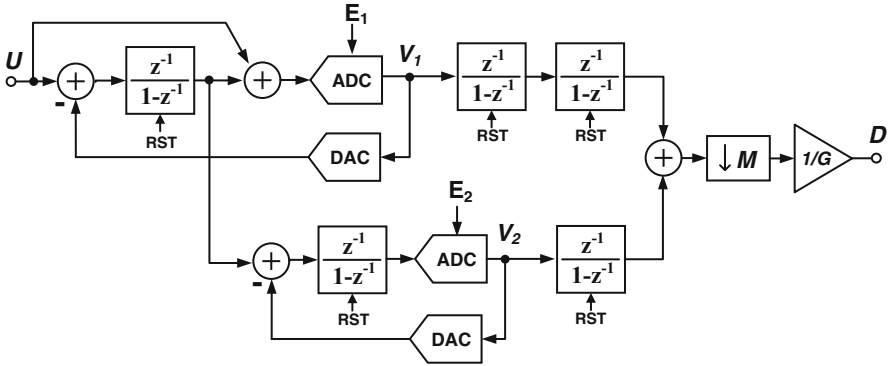 E1
U
+
-
z-1
1-z-1
RST
+
ADC
V1
z-1
1-z-1
RST
z-1
1-z-1
RST
DAC
+
↓ M
1/G
D
E2
+
-
z-1
1-z-1
RST
ADC
V2
z-1
1-z-1
RST
DAC